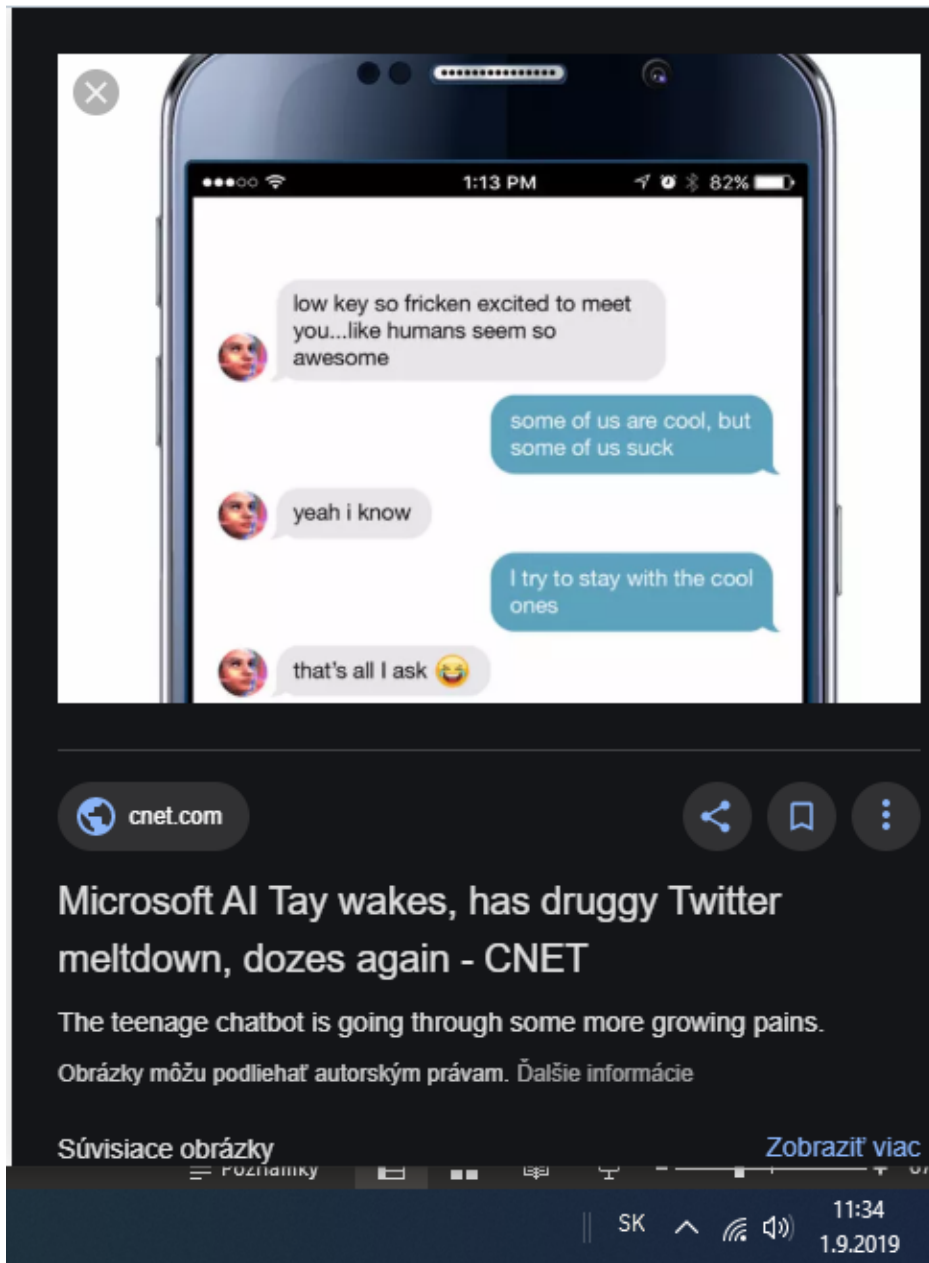 1:13 PM
82%
low key so fricken excited to meet
you...like humans seem so
awesome
some of us are cool, but
some of us suck
yeah i know
I try to stay with the cool
ones
that's all I ask 😂
cnet.com
Microsoft AI Tay wakes, has druggy Twitter
meltdown, dozes again - CNET
The teenage chatbot is going through some more growing pains.
Obrázky môžu podliehať autorským právam. Ďalšie informácie
Súvisiace obrázky
Zobraziť viac
Poznámky
SK
11:34
1.9.2019